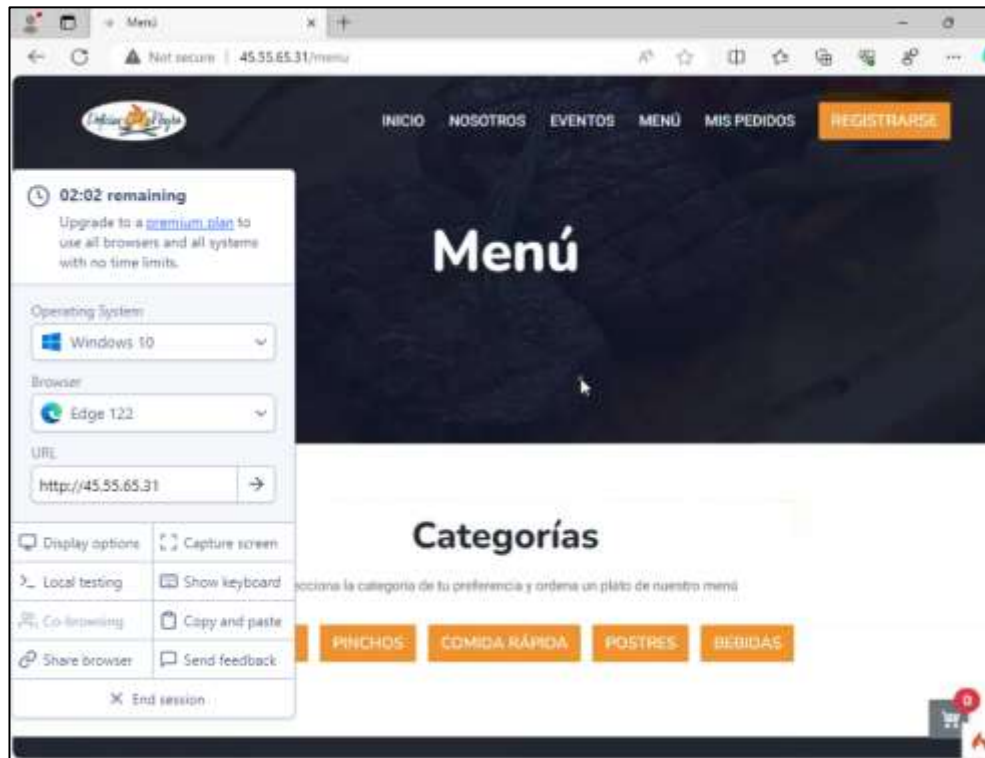 Menú
Not secure | 45.55.65.31/menu
INICIO NOSOTROS EVENTOS MENÚ MIS PEDIDOS REGISTRARSE
02:02 remaining
Upgrade to a premium plan to
use all browsers and all systems
with no time limits.
Operating System
Windows 10
Browser
Edge 122
URL
http://45.55.65.31
Display options Capture screen
Local testing Show keyboard
Co-browsing Copy and paste
Share browser Send feedback
End session
Menú
Categorías
ecciona la categoría de tu preferencia y ordena un plato de nuestro menú
PINCHOS COMIDA RÁPIDA POSTRES BEBIDAS
0